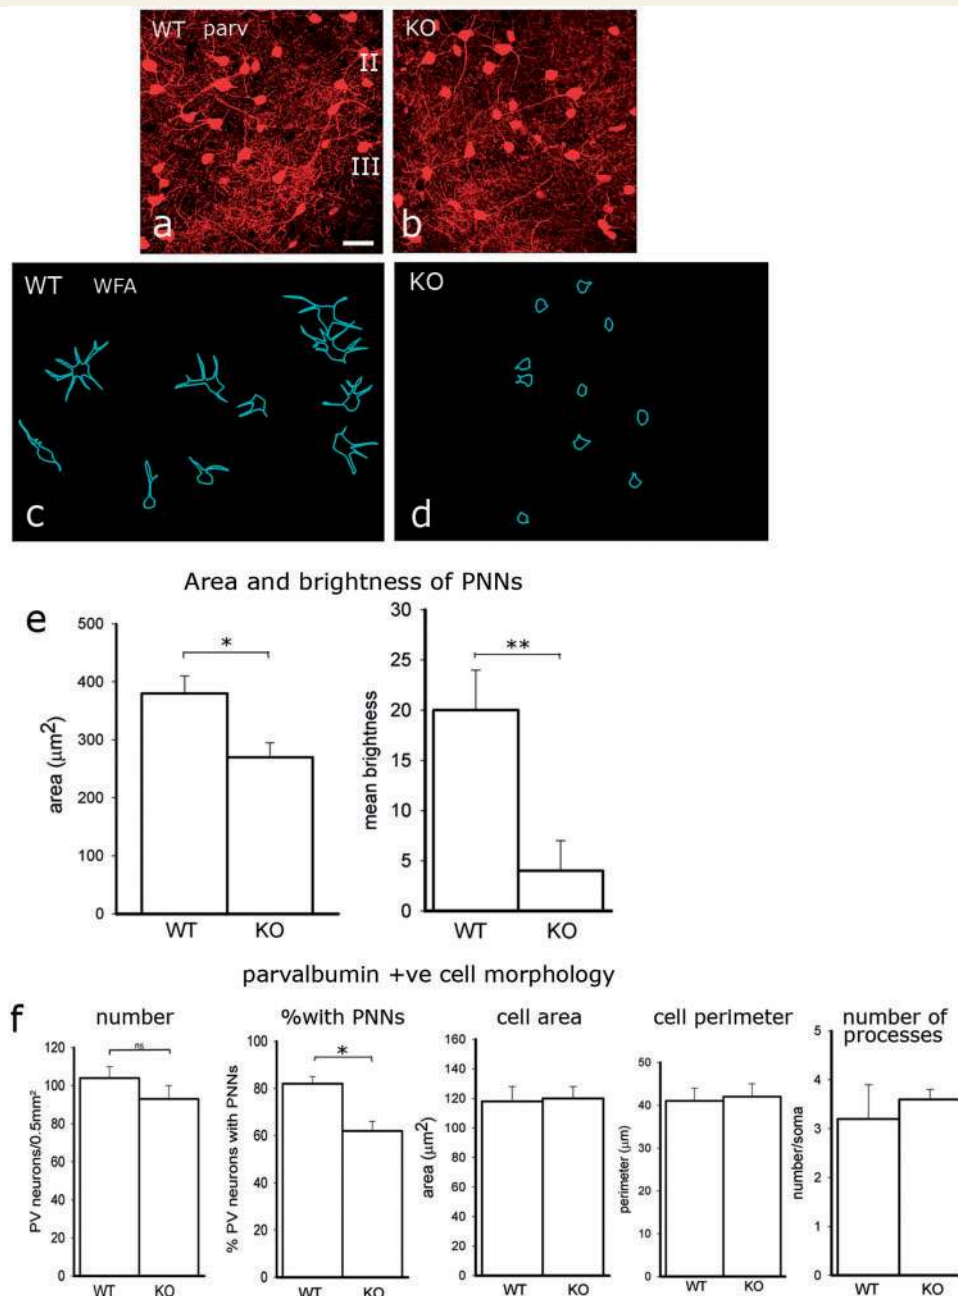 WT parv
KO
II
III
a
b
WT WFA
KO
c
d
Area and brightness of PNNs
e
500
400
300
200
100
0
area (μm²)
*
WT KO
30
25
20
15
10
5
0
mean brightness
**
WT KO
parvalbumin +ve cell morphology
f
number
120
100
80
60
40
20
0
PV neurons/0.5mm²
ns
WT KO
%with PNNs
100
80
60
40
20
0
% PV neurons with PNNs
*
WT KO
cell area
160
140
120
100
80
60
40
20
0
area (μm²)
WT KO
cell perimeter
50
40
30
20
10
0
perimeter (μm)
WT KO
number of
processes
5
4
3
2
1
0
number/soma
WT KO